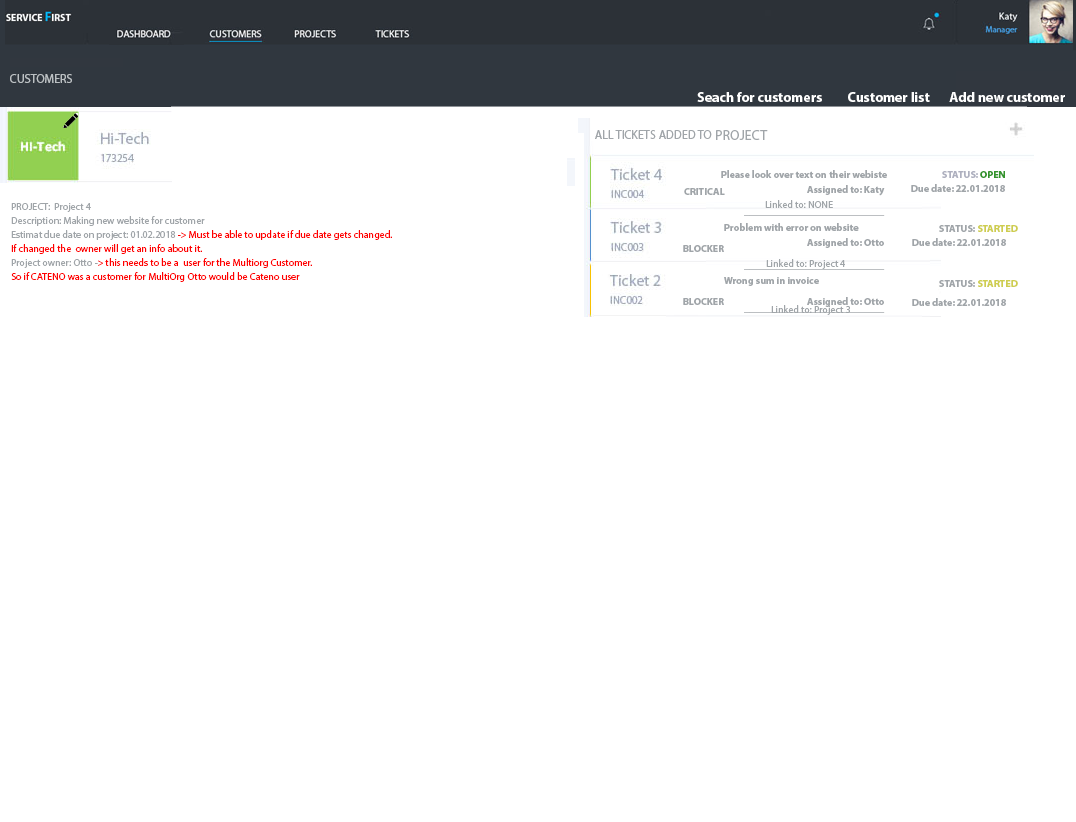 SERVICE FIRST
DASHBOARD CUSTOMERS PROJECTS TICKETS
Katy
Manager
CUSTOMERS
Seach for customers Customer list Add new customer
HI-Tech
Hi-Tech
173254
PROJECT: Project 4
Description: Making new website for customer
Estimat due date on project: 01.02.2018 -> Must be able to update if due date gets changed.
If changed the owner will get an info about it.
Project owner: Otto -> this needs to be a user for the Multiorg Customer.
So if CATENO was a customer for MultiOrg Otto would be Cateno user
ALL TICKETS ADDED TO PROJECT
Ticket 4 Please look over text on their webiste STATUS: OPEN
INC004 CRITICAL Assigned to: Katy Due date: 22.01.2018
Linked to: NONE
Ticket 3 Problem with error on website STATUS: STARTED
INC003 BLOCKER Assigned to: Otto Due date: 22.01.2018
Linked to: Project 4
Ticket 2 Wrong sum in invoice STATUS: STARTED
INC002 BLOCKER Assigned to: Otto Due date: 22.01.2018
Linked to: Project 3